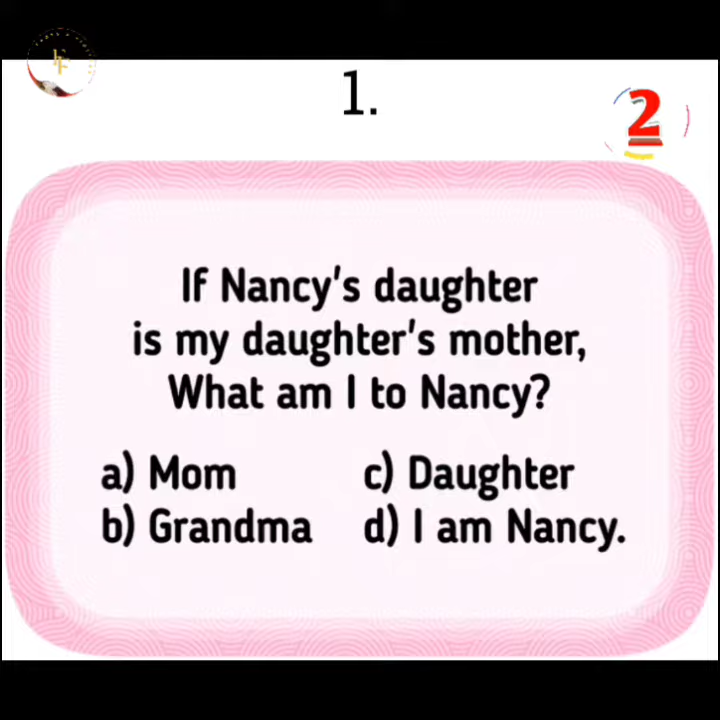 1.
2
If Nancy's daughter
is my daughter's mother,
What am I to Nancy?
a) Mom
c) Daughter
b) Grandma
d) I am Nancy.